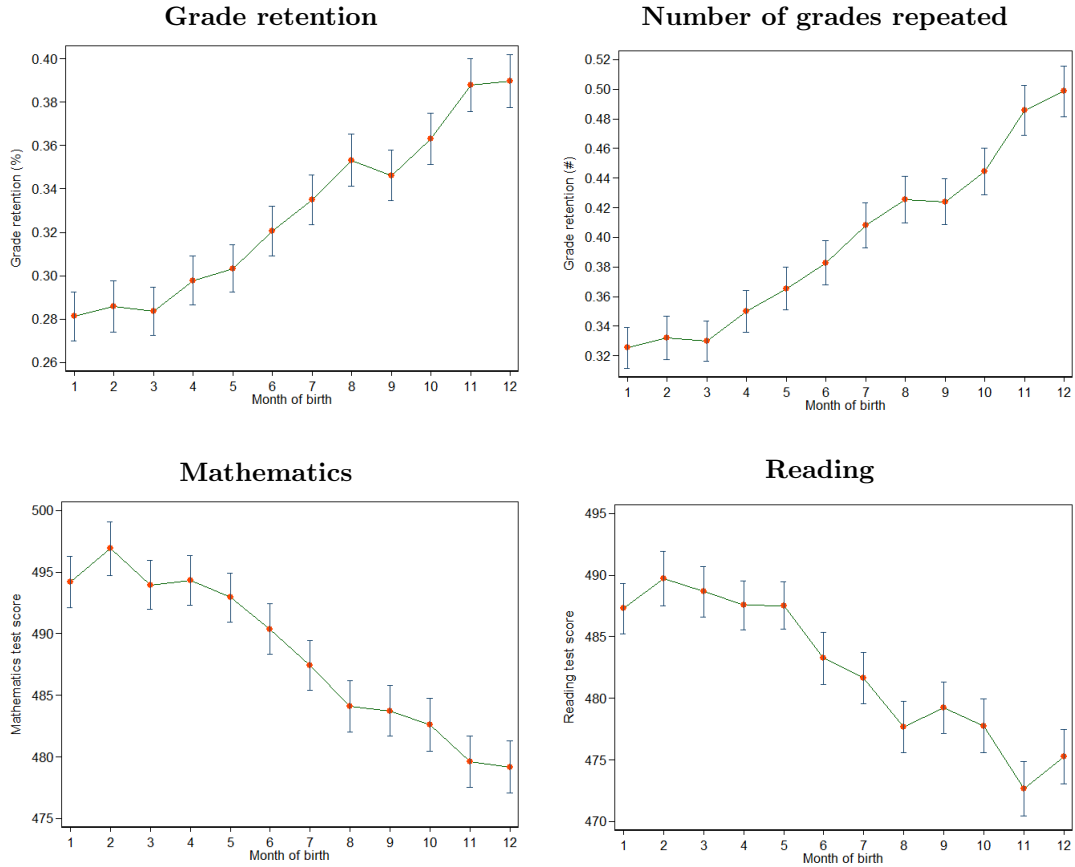 Grade retention
Number of grades repeated
Grade retention (%)
0.40
0.38
0.36
0.34
0.32
0.30
0.28
0.26
1 2 3 4 5 6 7 8 9 10 11 12
Month of birth
Grade retention (#)
0.52
0.50
0.48
0.46
0.44
0.42
0.40
0.38
0.36
0.34
0.32
1 2 3 4 5 6 7 8 9 10 11 12
Month of birth
Mathematics
Reading
Mathematics test score
500
495
490
485
480
475
1 2 3 4 5 6 7 8 9 10 11 12
Month of birth
Reading test score
495
490
485
480
475
470
1 2 3 4 5 6 7 8 9 10 11 12
Month of birth